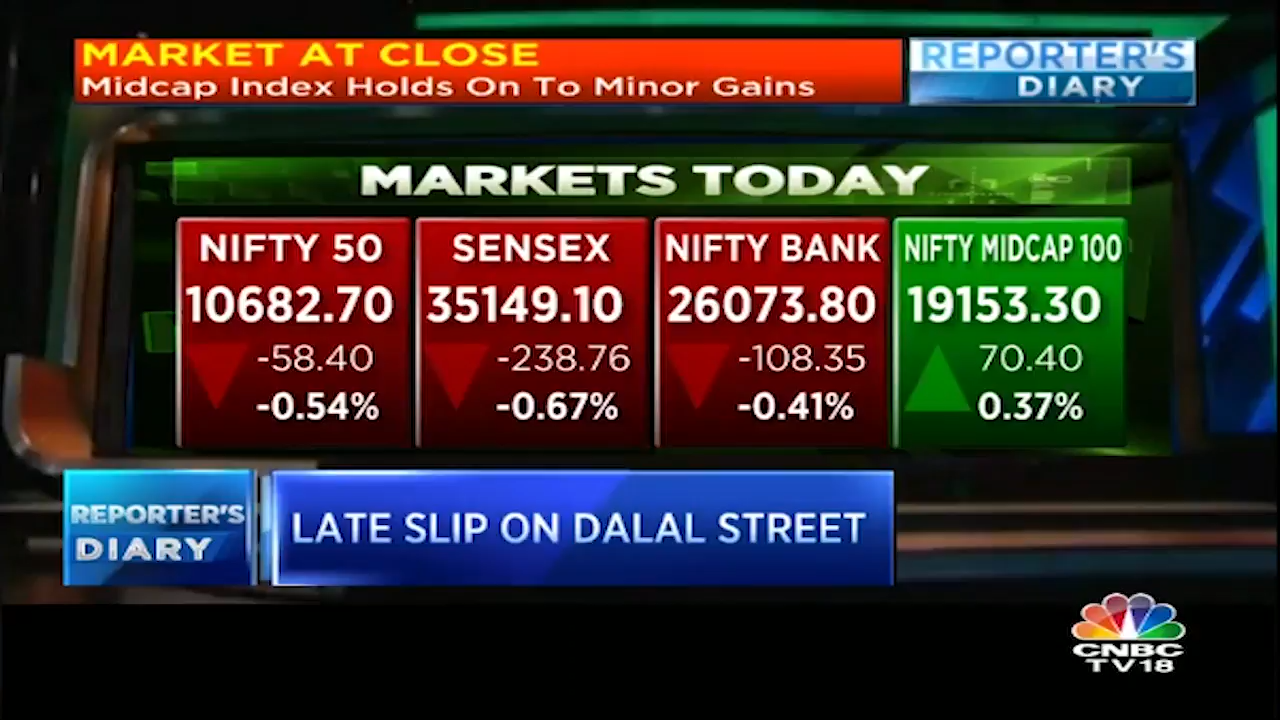 MARKET AT CLOSE
Midcap Index Holds On To Minor Gains
REPORTER'S
DIARY
MARKETS TODAY
NIFTY 50
10682.70
-58.40
-0.54%
SENSEX
35149.10
-238.76
-0.67%
NIFTY BANK
26073.80
-108.35
-0.41%
NIFTY MIDCAP 100
19153.30
70.40
0.37%
REPORTER'S
DIARY
LATE SLIP ON DALAL STREET
CNBC
TV18